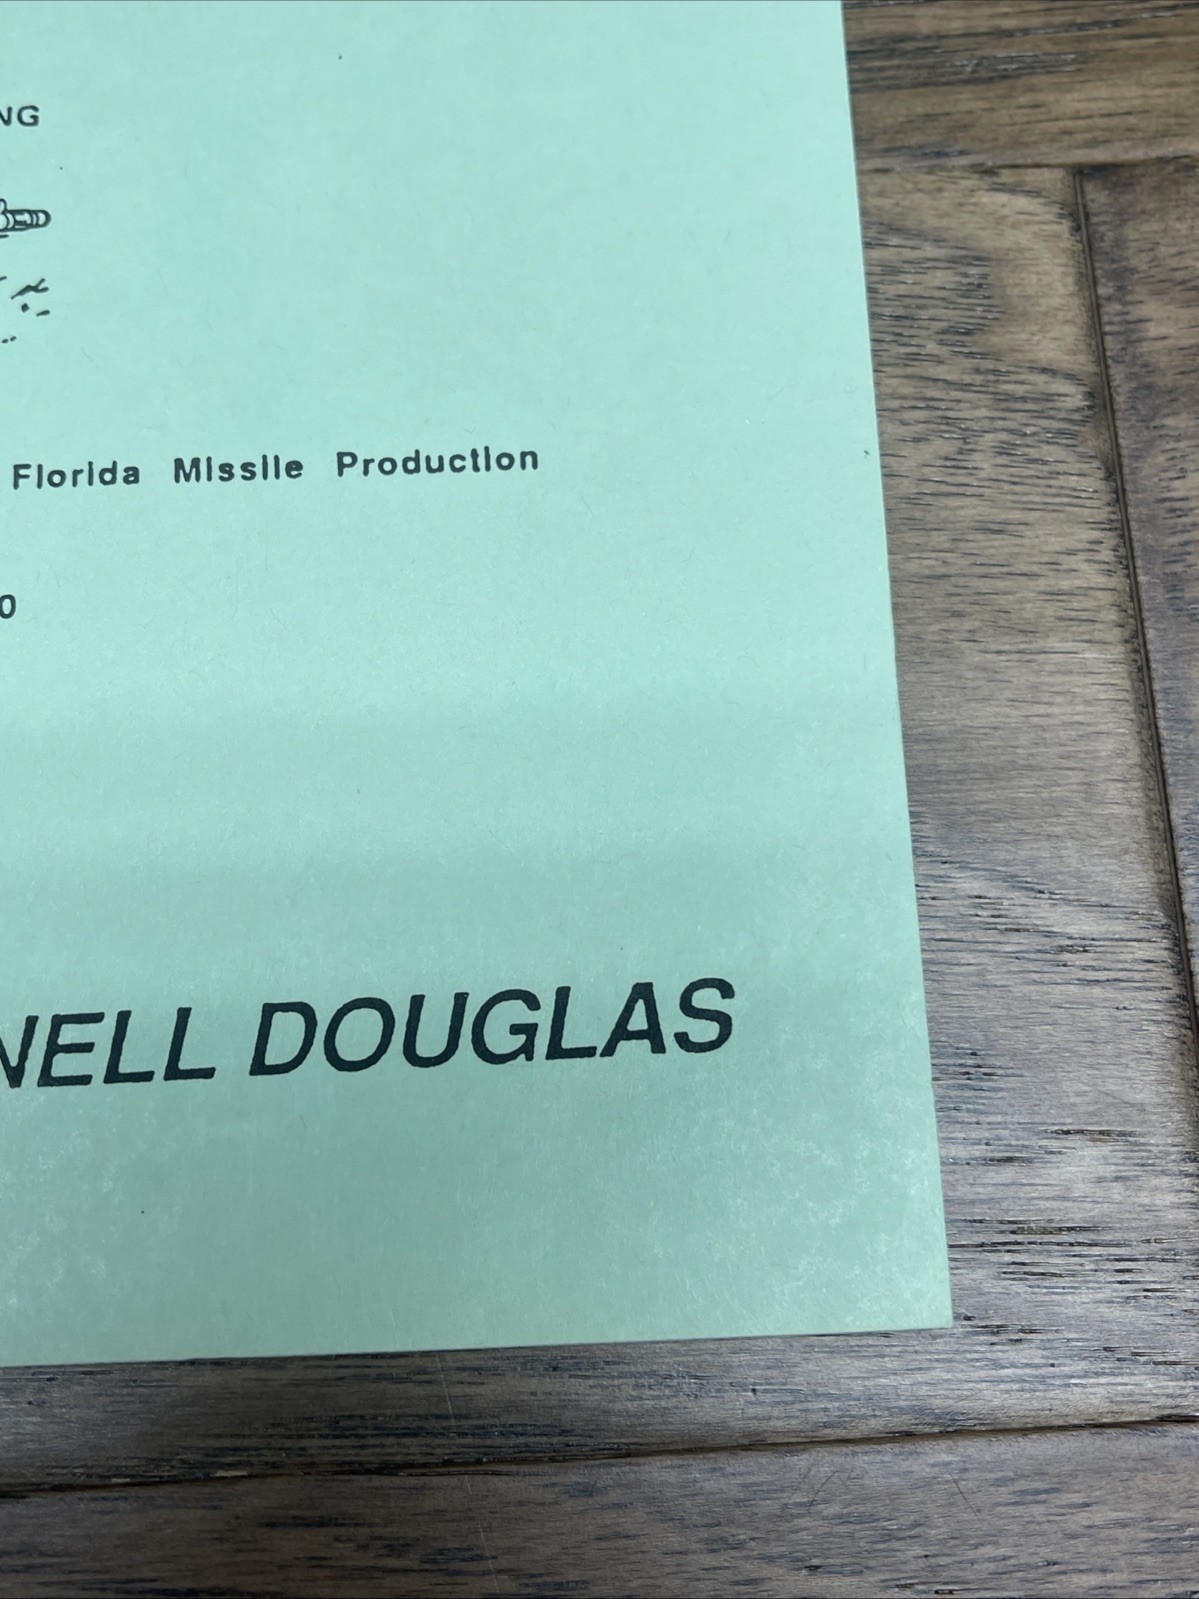 NG
Florida Missile Production
0
NELL DOUGLAS